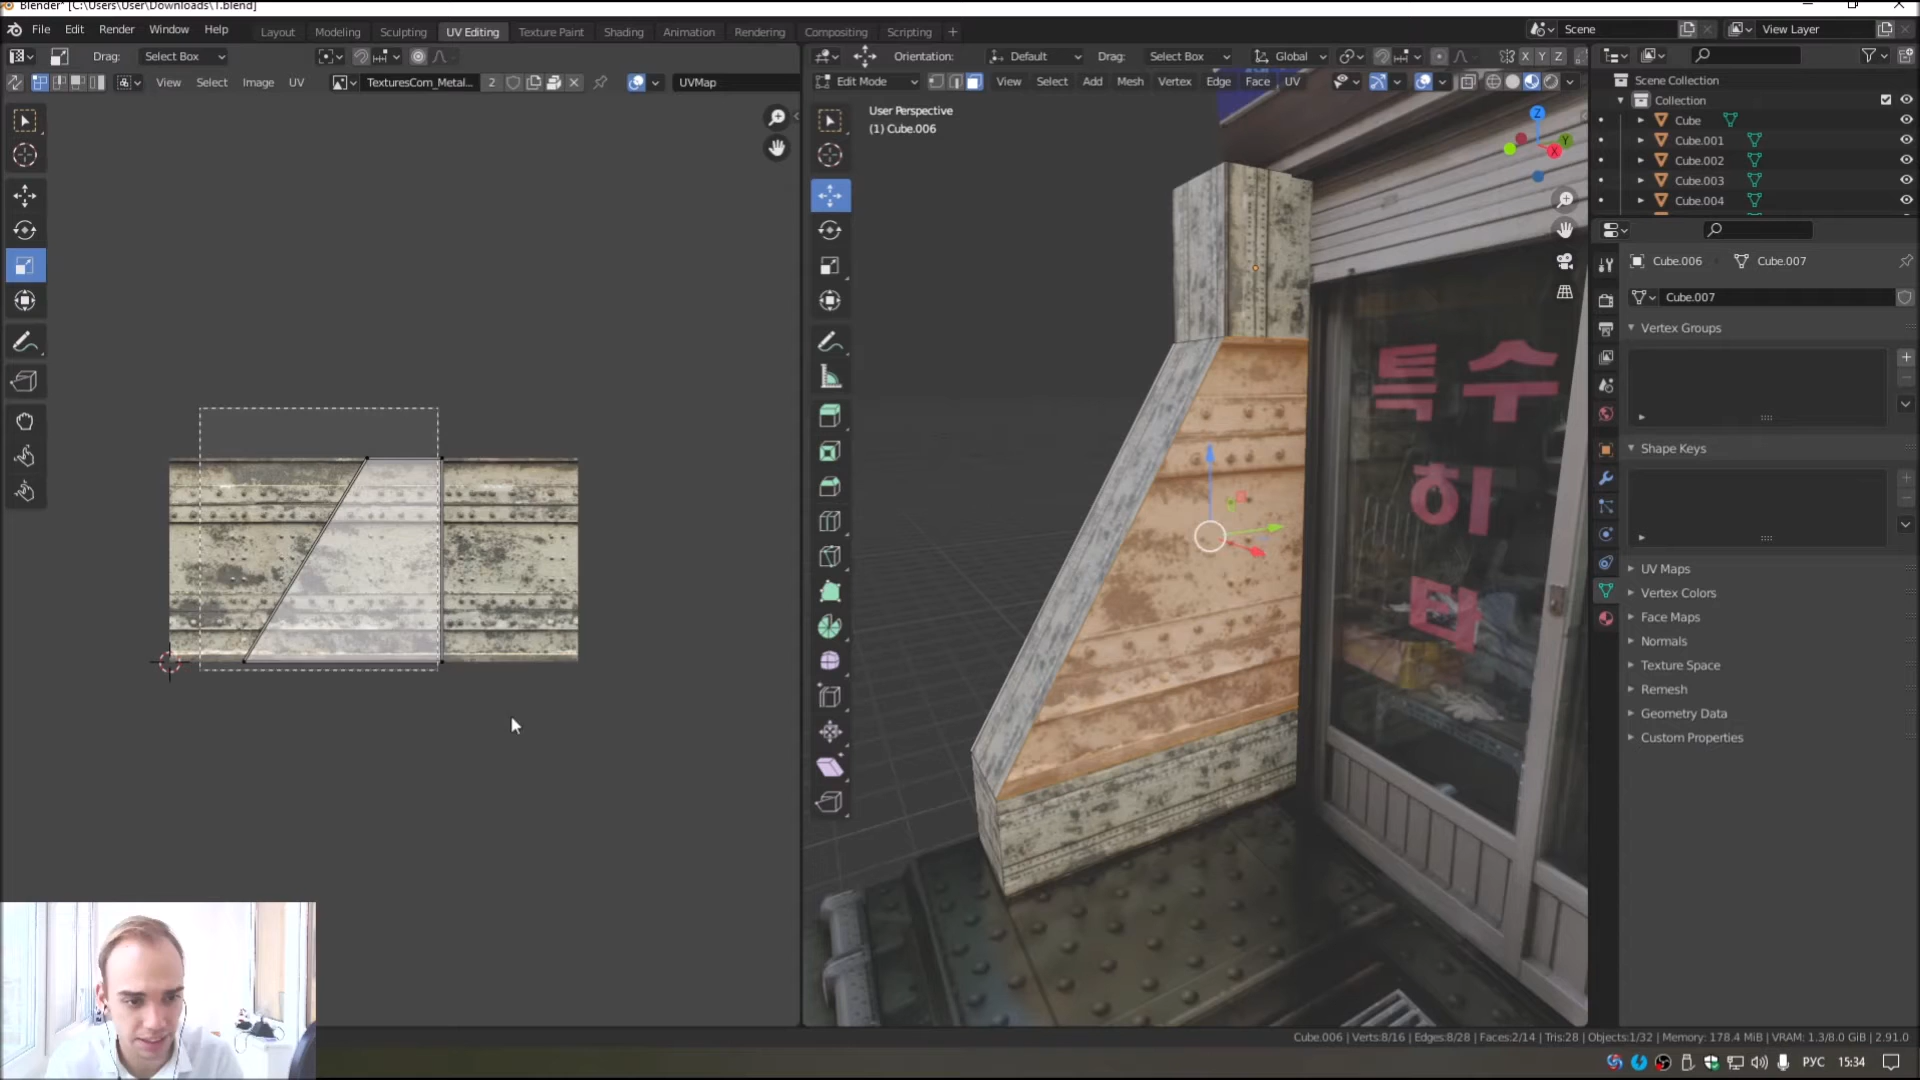 Blender* [C:\Users\User\Downloads\1.blend]
File Edit Render Window Help
Layout Modeling Sculpting UV Editing Texture Paint Shading Animation Rendering Compositing Scripting +
Scene
View Layer
Drag: Select Box
View Select Image UV
TexturesCom_Metal...
2
UVMap
Orientation: Default Drag: Select Box Global
X Y Z
Edit Mode View Select Add Mesh Vertex Edge Face UV
User Perspective
(1) Cube.006
Z
Y
X
특수
하
타
Scene Collection
Collection
Cube
Cube.001
Cube.002
Cube.003
Cube.004
Cube.006
Cube.007
Cube.007
Vertex Groups
Shape Keys
UV Maps
Vertex Colors
Face Maps
Normals
Texture Space
Remesh
Geometry Data
Custom Properties
Cube.006 | Verts:8/16 | Edges:8/28 | Faces:2/14 | Tris:28 | Objects:1/32 | Memory: 178.4 MiB | VRAM: 1.3/8.0 GiB | 2.91.0
РУС
15:34